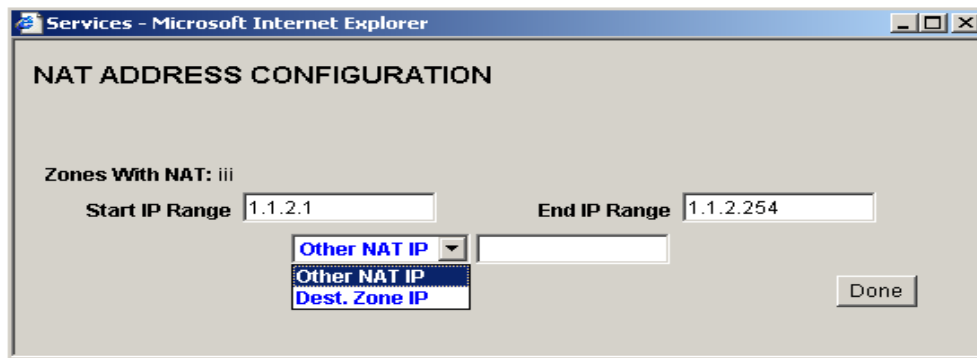 Services - Microsoft Internet Explorer
NAT ADDRESS CONFIGURATION
Zones With NAT: iii
Start IP Range 1.1.2.1 End IP Range 1.1.2.254
Other NAT IP
Other NAT IP
Dest. Zone IP
Done